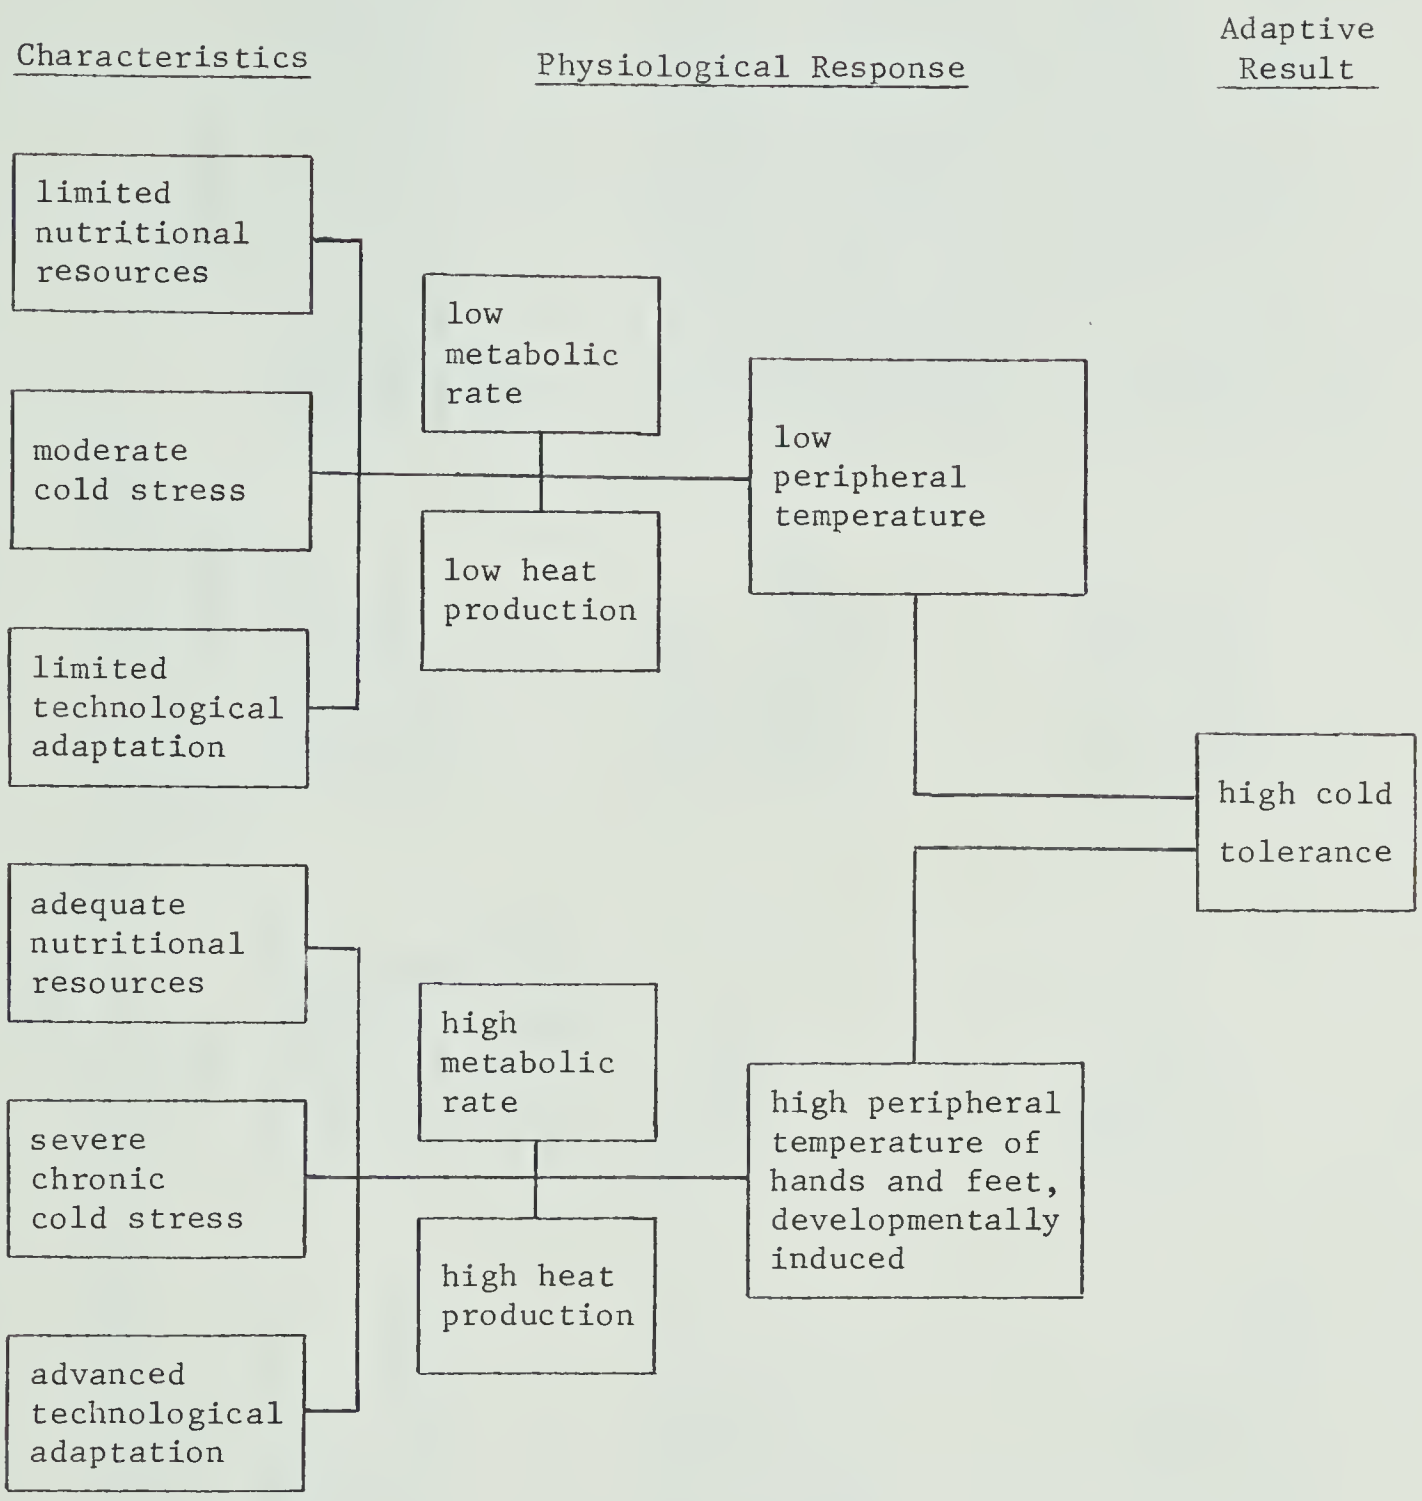 Characteristics
Physiological Response
Adaptive
Result
limited
nutritional
resources
moderate
cold stress
limited
technological
adaptation
low
metabolic
rate
low heat
production
low
peripheral
temperature
high cold
tolerance
adequate
nutritional
resources
severe
chronic
cold stress
advanced
technological
adaptation
high
metabolic
rate
high heat
production
high peripheral
temperature of
hands and feet,
developmentally
induced